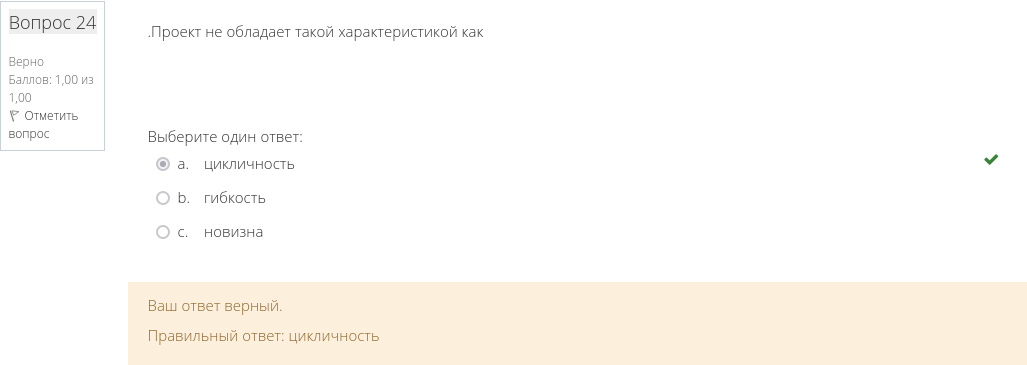 Вопрос 24
Верно
Баллов: 1,00 из
1,00
Отметить
вопрос
.Проект не обладает такой характеристикой как
Выберите один ответ:
a. цикличность
b. гибкость
c. новизна
Ваш ответ верный.
Правильный ответ: цикличность